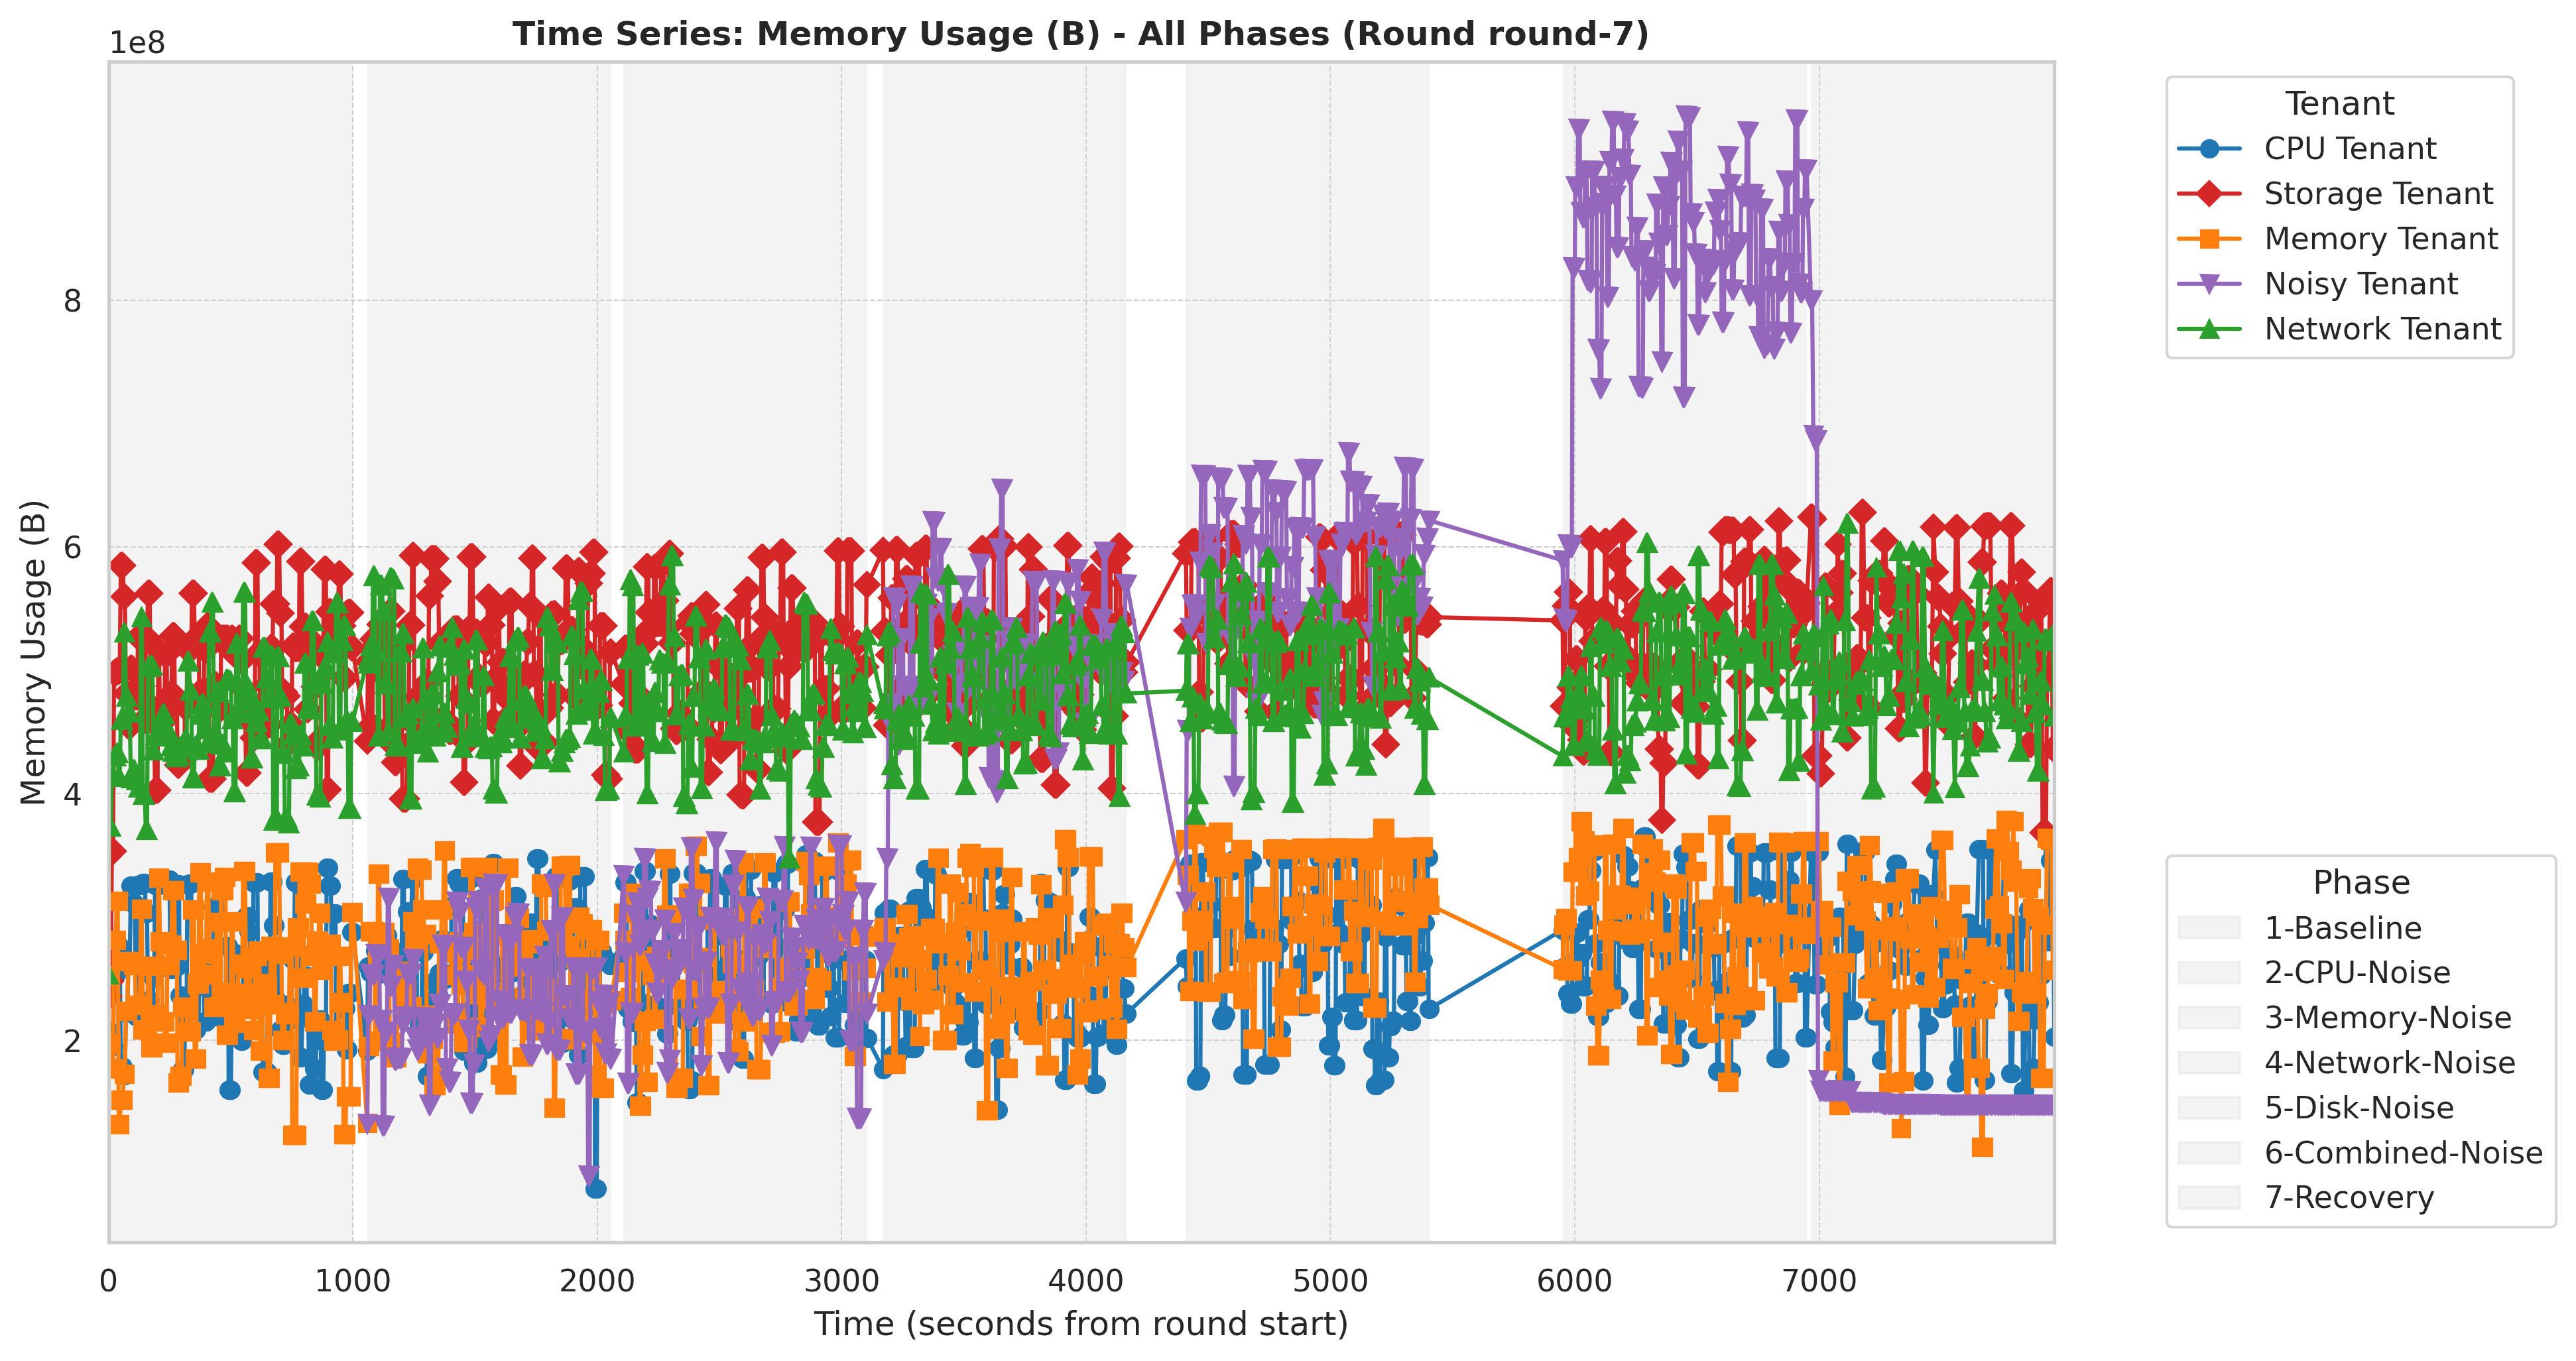 Time Series: Memory Usage (B) - All Phases (Round round-7)
1e8
8
6
4
2
Memory Usage (B)
0 1000 2000 3000 4000 5000 6000 7000
Time (seconds from round start)
Tenant
CPU Tenant
Storage Tenant
Memory Tenant
Noisy Tenant
Network Tenant
Phase
1-Baseline
2-CPU-Noise
3-Memory-Noise
4-Network-Noise
5-Disk-Noise
6-Combined-Noise
7-Recovery